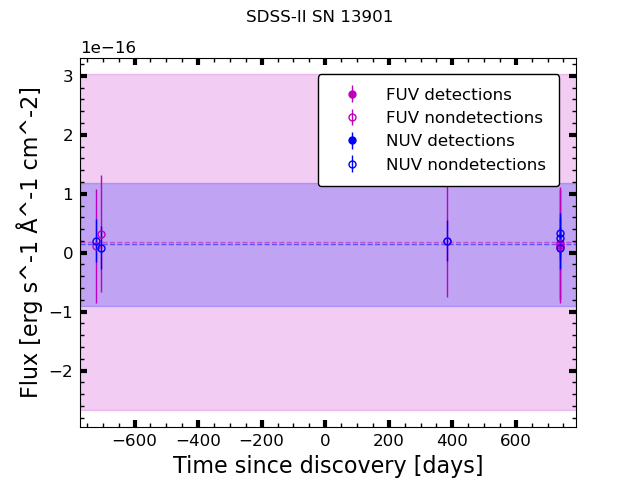 SDSS-II SN 13901
1e−16
FUV detections
FUV nondetections
NUV detections
NUV nondetections
3
2
1
0
−1
−2
Flux [erg s^-1 Å^-1 cm^-2]
−600 −400 −200 0 200 400 600
Time since discovery [days]